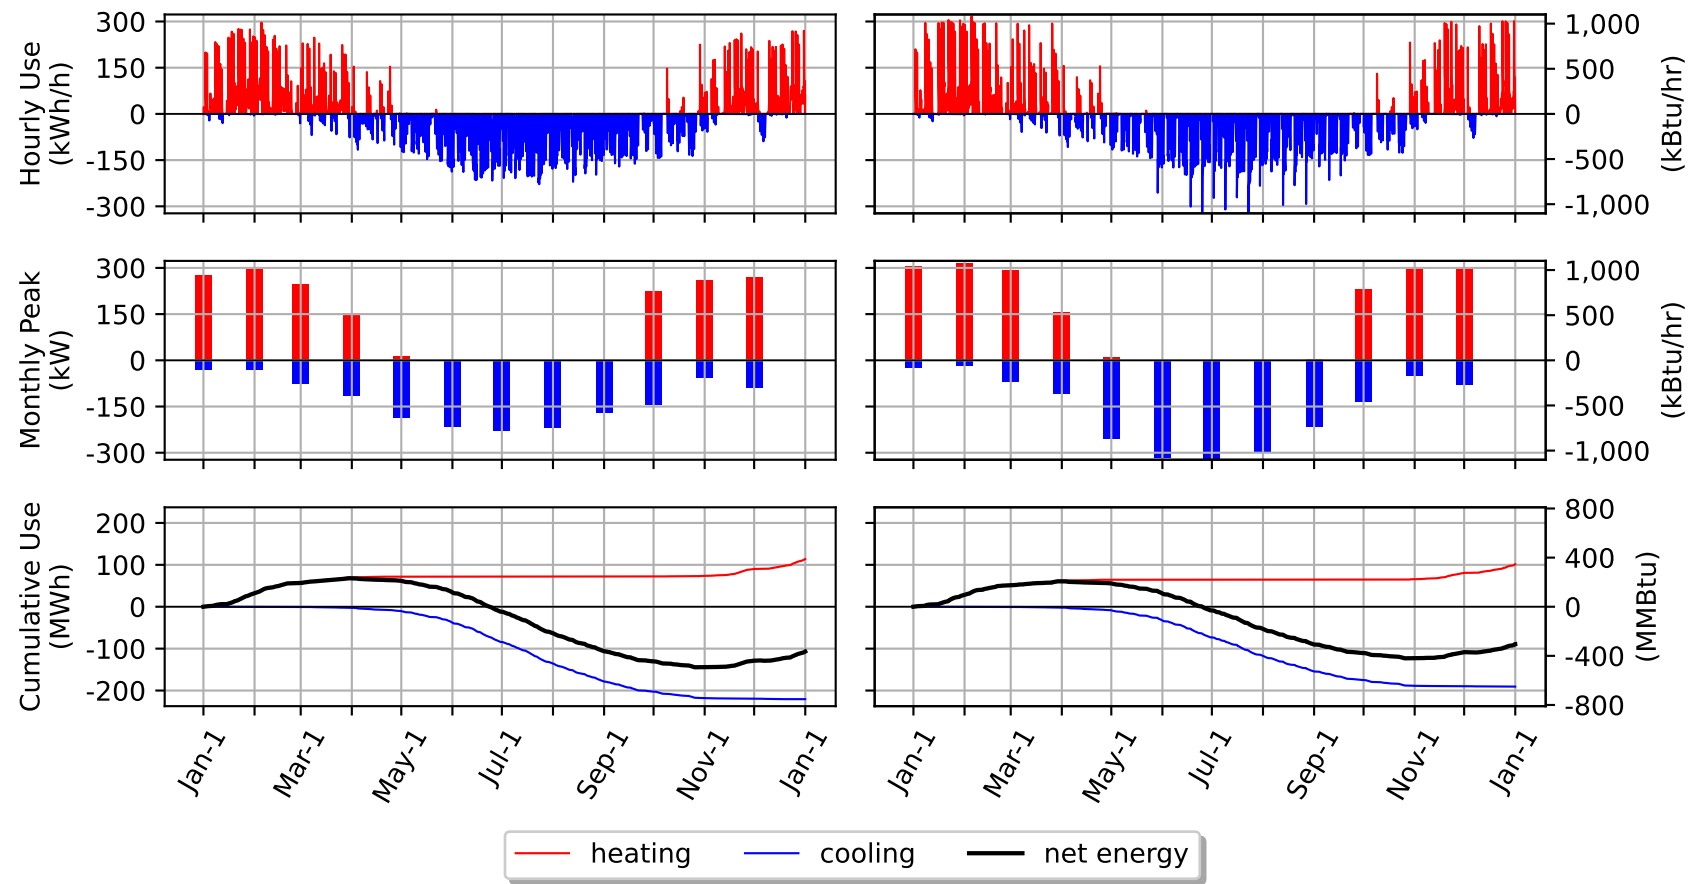 Hourly Use
(kWh/h)
300
150
0
-150
-300
1,000
500
0
-500
-1,000
(kBtu/hr)
Monthly Peak
(kW)
300
150
0
-150
-300
1,000
500
0
-500
-1,000
(kBtu/hr)
Cumulative Use
(MWh)
200
100
0
-100
-200
800
400
0
-400
-800
(MMBtu)
Jan-1 Mar-1 May-1 Jul-1 Sep-1 Nov-1 Jan-1
Jan-1 Mar-1 May-1 Jul-1 Sep-1 Nov-1 Jan-1
heating cooling net energy